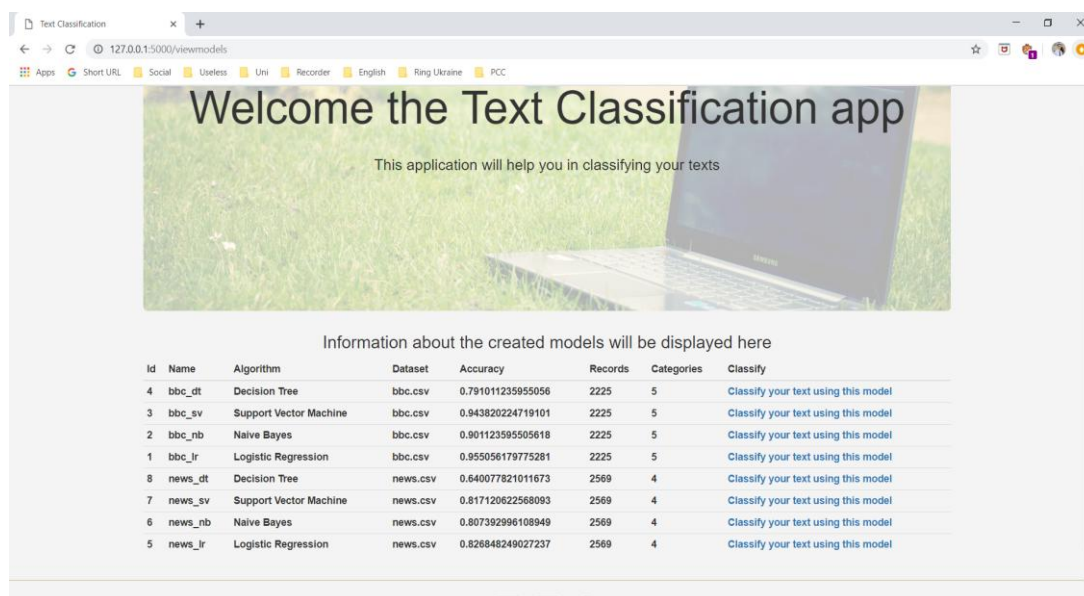 Text Classification
127.0.0.1:5000/viewmodels
Apps Short URL Social Useless Uni Recorder English Ring Ukraine PCC
Welcome the Text Classification app
This application will help you in classifying your texts
SAMSUNG
Information about the created models will be displayed here
Id Name Algorithm Dataset Accuracy Records Categories Classify
4 bbc_dt Decision Tree bbc.csv 0.791011235955056 2225 5 Classify your text using this model
3 bbc_sv Support Vector Machine bbc.csv 0.943820224719101 2225 5 Classify your text using this model
2 bbc_nb Naive Bayes bbc.csv 0.901123595505618 2225 5 Classify your text using this model
1 bbc_lr Logistic Regression bbc.csv 0.955056179775281 2225 5 Classify your text using this model
8 news_dt Decision Tree news.csv 0.640077821011673 2569 4 Classify your text using this model
7 news_sv Support Vector Machine news.csv 0.817120622568093 2569 4 Classify your text using this model
6 news_nb Naive Bayes news.csv 0.807392996108949 2569 4 Classify your text using this model
5 news_lr Logistic Regression news.csv 0.826848249027237 2569 4 Classify your text using this model